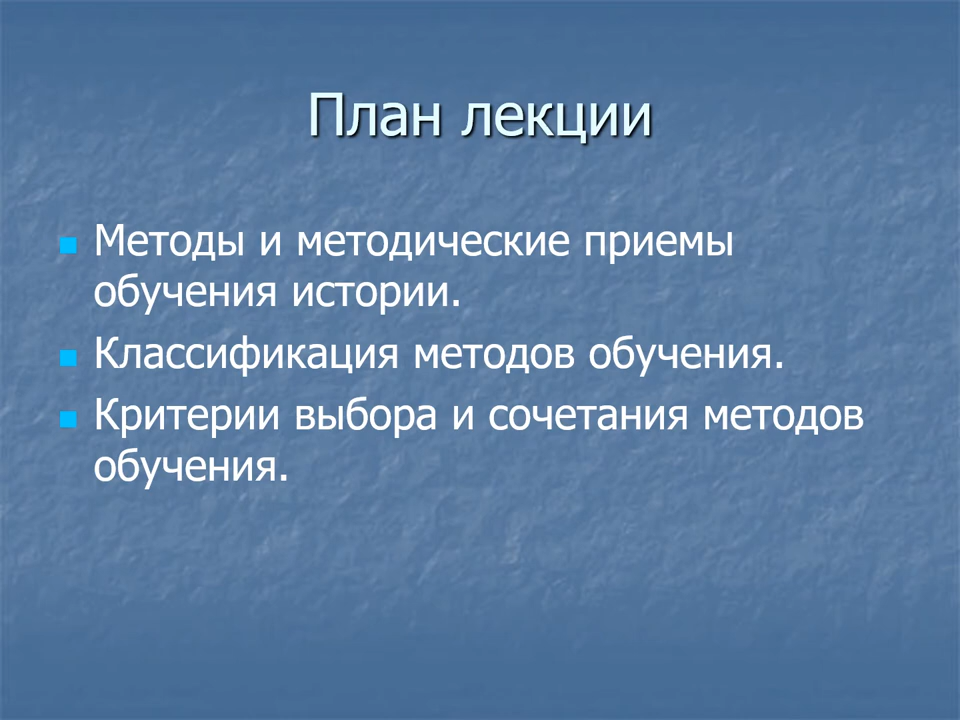 План лекции
Методы и методические приемы
обучения истории.
Классификация методов обучения.
Критерии выбора и сочетания методов
обучения.